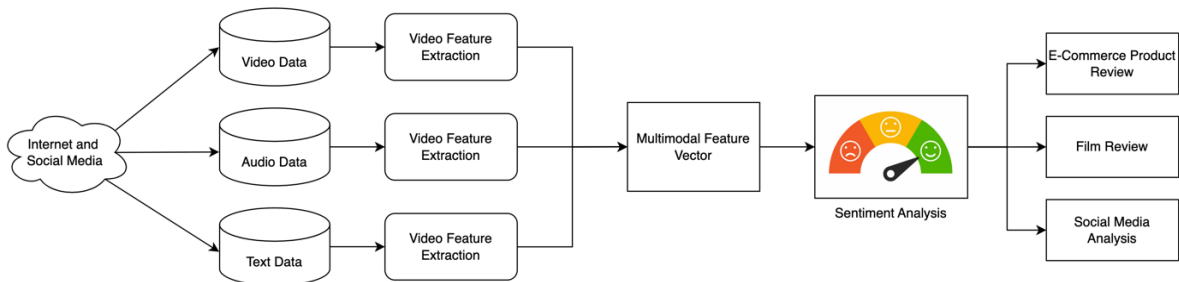 Internet and
Social Media
Video Data
Audio Data
Text Data
Video Feature
Extraction
Video Feature
Extraction
Video Feature
Extraction
Multimodal Feature
Vector
Sentiment Analysis
E-Commerce Product
Review
Film Review
Social Media
Analysis